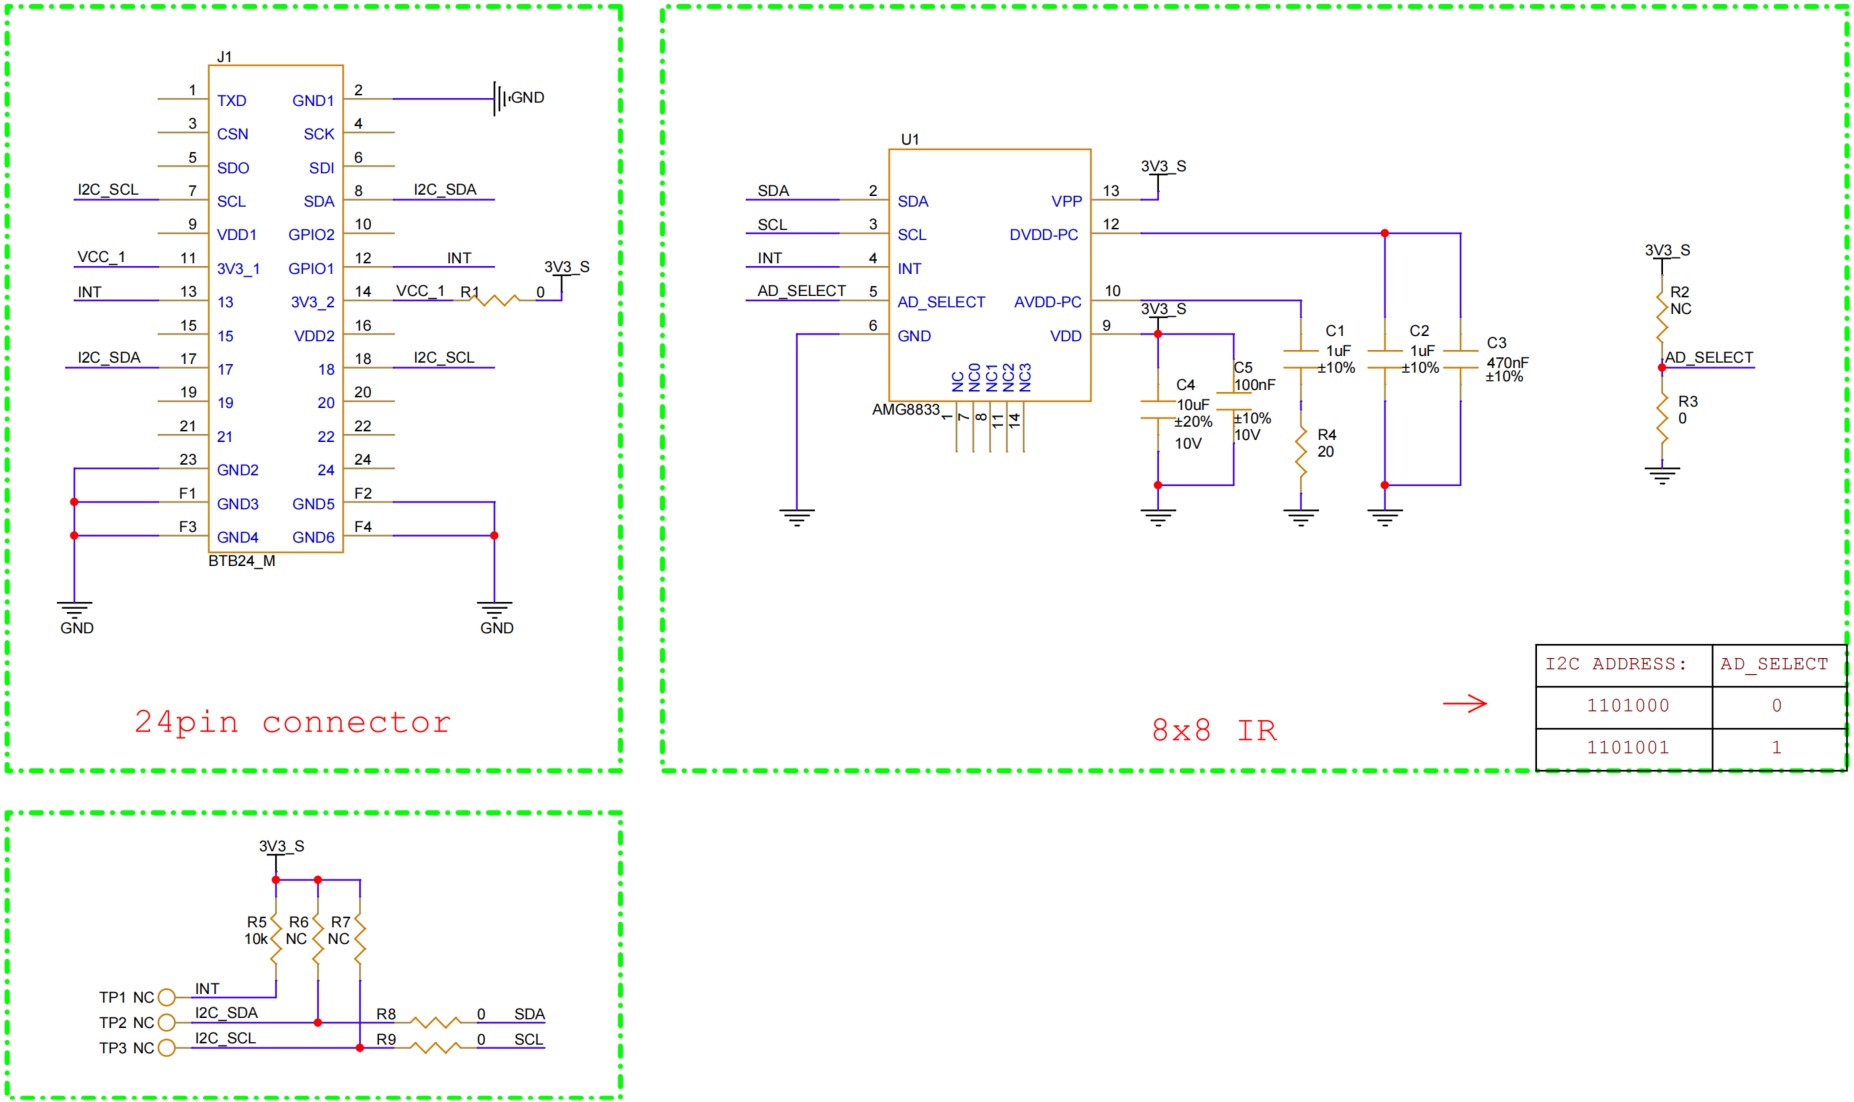 J1
1 TXD GND1 2 GND
3 CSN SCK 4
5 SDO SDI 6
I2C_SCL 7 SCL SDA 8 I2C_SDA
9 VDD1 GPIO2 10
VCC_1 11 3V3_1 GPIO1 12 INT
3V3_S
INT 13 13 3V3_2 14 VCC_1 R1 0
15 15 VDD2 16
I2C_SDA 17 17 18 18 I2C_SCL
19 19 20 20
21 21 22 22
23 GND2 24 24
F1 GND3 GND5 F2
F3 GND4 GND6 F4
BTB24_M
GND GND
24pin connector
U1
3V3_S
SDA 2 SDA VPP 13
SCL 3 SCL DVDD-PC 12
INT 4 INT
AD_SELECT 5 AD_SELECT AVDD-PC 10
3V3_S
6 GND VDD 9
NC NC0 NC1 NC2 NC3
AMG8833
1 7 8 11 14
C4
10uF
±20%
10V
C5
100nF
±10%
10V
C1
1uF
±10%
R4
20
C2
1uF
±10%
C3
470nF
±10%
3V3_S
R2
NC
AD_SELECT
R3
0
8x8 IR
I2C ADDRESS: AD_SELECT
1101000 0
1101001 1
3V3_S
R5 R6 R7
10k NC NC
TP1 NC INT
TP2 NC I2C_SDA R8 0 SDA
TP3 NC I2C_SCL R9 0 SCL